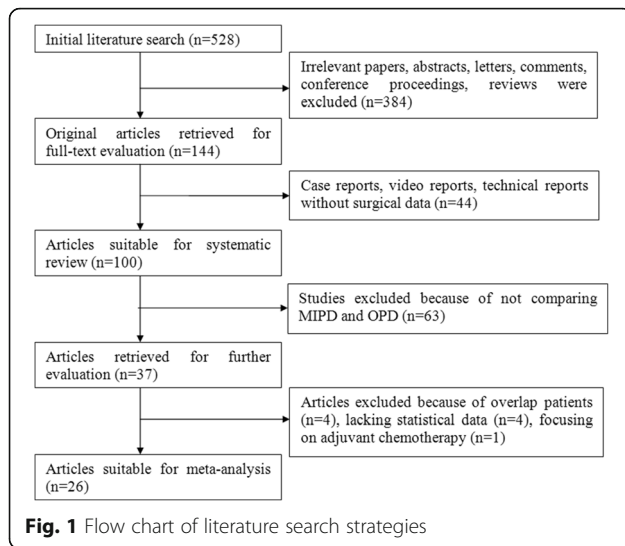 Initial literature search (n=528)
Irrelevant papers, abstracts, letters, comments,
conference proceedings, reviews were
excluded (n=384)
Original articles retrieved for
full-text evaluation (n=144)
Case reports, video reports, technical reports
without surgical data (n=44)
Articles suitable for systematic
review (n=100)
Studies excluded because of not comparing
MIPD and OPD (n=63)
Articles retrieved for further
evaluation (n=37)
Articles excluded because of overlap patients
(n=4), lacking statistical data (n=4), focusing
on adjuvant chemotherapy (n=1)
Articles suitable for meta-analysis
(n=26)
Fig. 1 Flow chart of literature search strategies